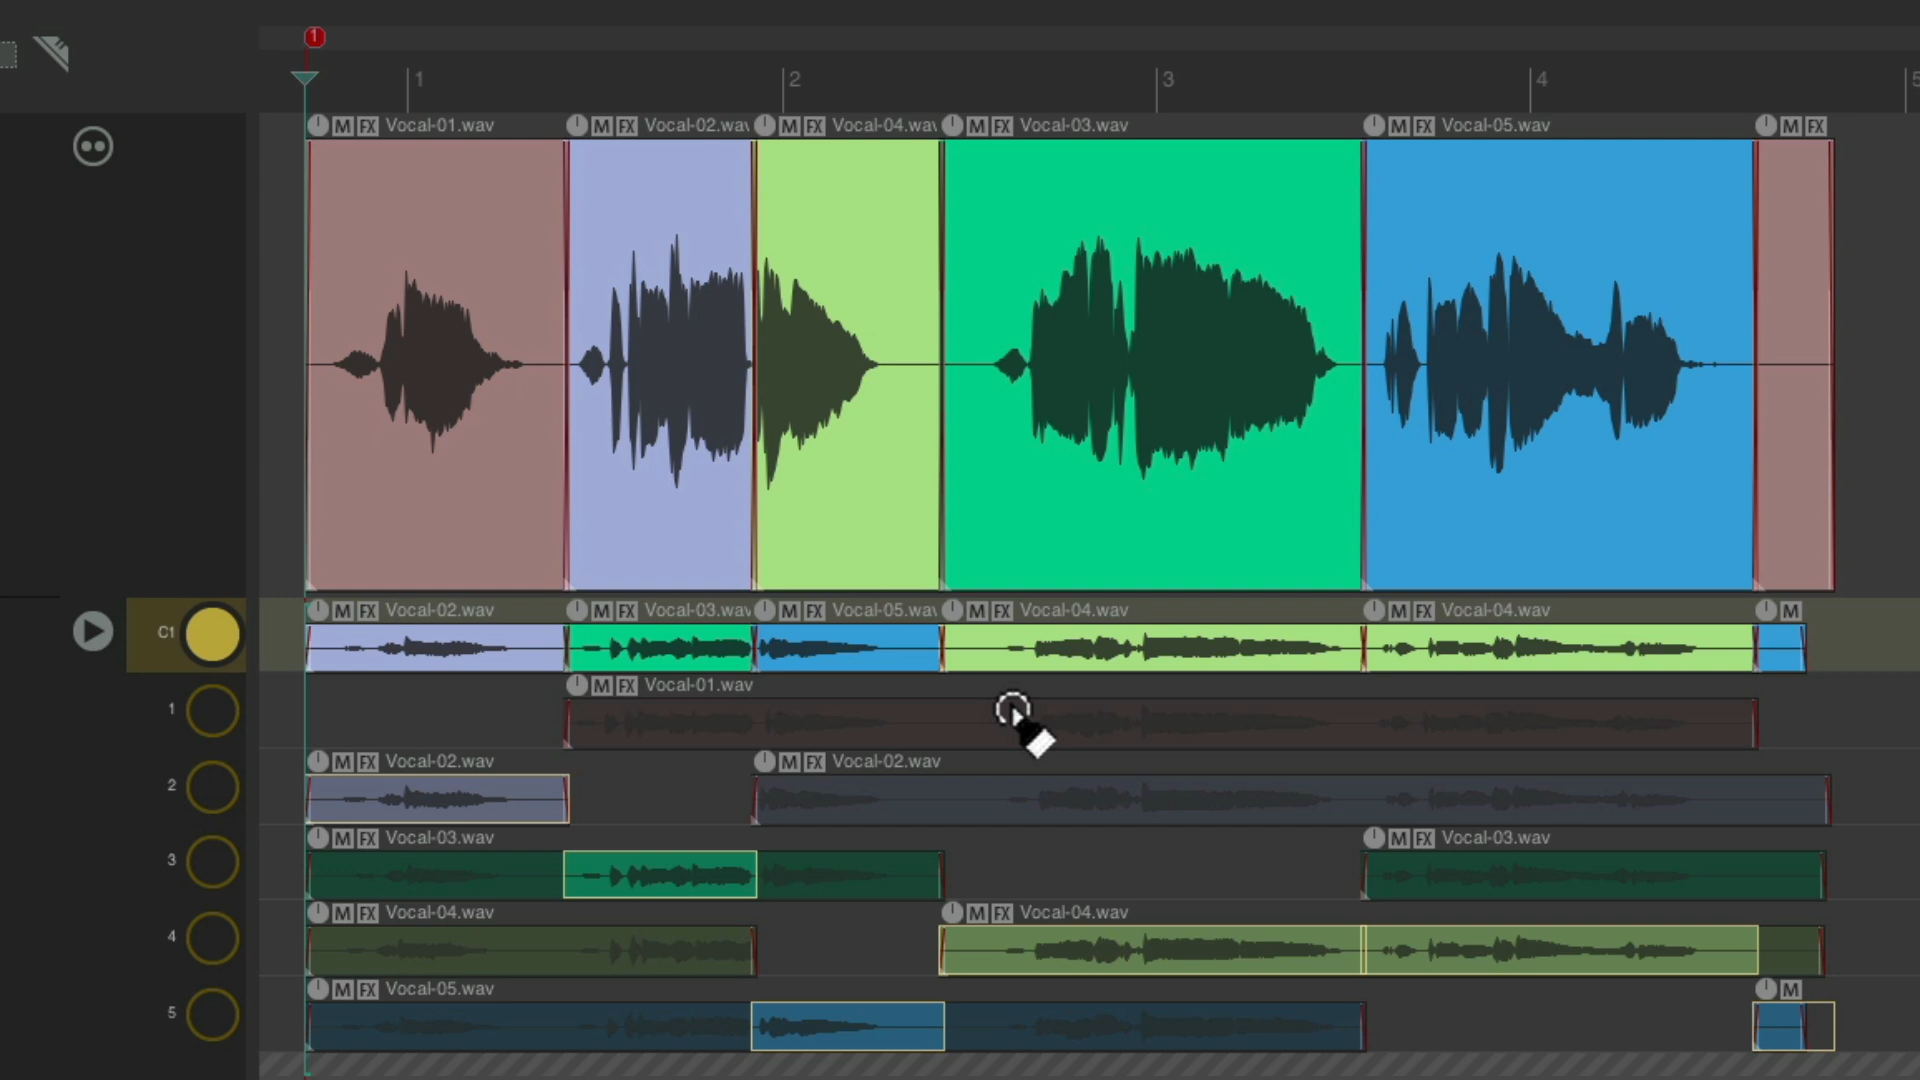 1
1 2 3 4 5
M FX Vocal-01.wav M FX Vocal-02.wav M FX Vocal-04.wav M FX Vocal-03.wav M FX Vocal-05.wav M FX
C1 M FX Vocal-02.wav M FX Vocal-03.wav M FX Vocal-05.wav M FX Vocal-04.wav M FX Vocal-04.wav M
1 M FX Vocal-01.wav
2 M FX Vocal-02.wav M FX Vocal-02.wav
3 M FX Vocal-03.wav M FX Vocal-03.wav
4 M FX Vocal-04.wav M FX Vocal-04.wav
5 M FX Vocal-05.wav M